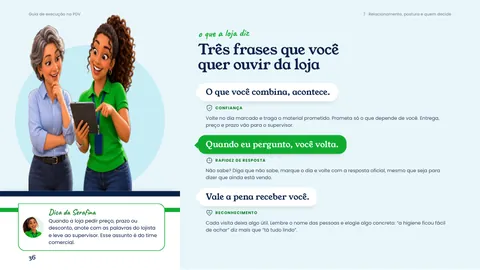 Guia de execução no PDV
7 · Relacionamento, postura e quem decide
o que a loja diz
Três frases que você
quer ouvir da loja
O que você combina, acontece.
CONFIANÇA
Volte no dia marcado e traga o material prometido. Prometa só o que depende de você. Entrega,
preço e prazo vão para o supervisor.
Quando eu pergunto, você volta.
RAPIDEZ DE RESPOSTA
Não sabe? Diga que não sabe, marque o dia e volte com a resposta oficial, mesmo que seja para
dizer que ainda está vendo.
Vale a pena receber você.
RECONHECIMENTO
Cada visita deixa algo útil. Lembre o nome das pessoas e elogie algo concreto: "a higiene ficou fácil
de achar" diz mais que "tá tudo lindo".
Dica da Serafina
Quando a loja pedir preço, prazo ou
desconto, anote com as palavras do lojista
e leve ao supervisor. Esse assunto é do time
comercial.
36